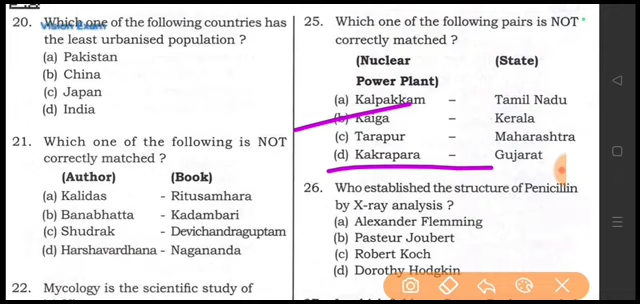 20. Which one of the following countries has
the least urbanised population ?
(a) Pakistan
(b) China
(c) Japan
(d) India
21. Which one of the following is NOT
correctly matched ?
(Author) (Book)
(a) Kalidas - Ritusamhara
(b) Banabhatta - Kadambari
(c) Shudrak - Devichandraguptam
(d) Harshavardhana - Nagananda
22. Mycology is the scientific study of
25. Which one of the following pairs is NOT
correctly matched ?
(Nuclear (State)
Power Plant)
(a) Kalpakkam – Tamil Nadu
(b) Kaiga – Kerala
(c) Tarapur – Maharashtra
(d) Kakrapara – Gujarat
26. Who established the structure of Penicillin
by X-ray analysis ?
(a) Alexander Flemming
(b) Pasteur Joubert
(c) Robert Koch
(d) Dorothy Hodgkin